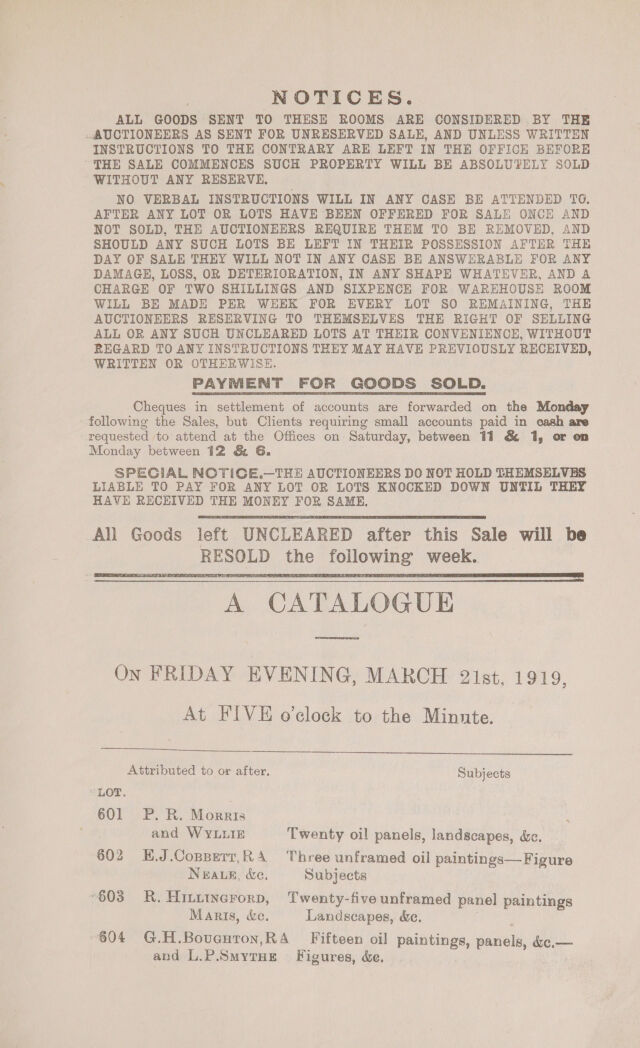 NOTICES.
ALL GOODS SENT TO THESE ROOMS ARE CONSIDERED BY THE
AUCTIONEERS AS SENT FOR UNRESERVED SALE, AND UNLESS WRITTEN
INSTRUCTIONS TO THE CONTRARY ARE LEFT IN THE OFFICE BEFORE
THE SALE COMMENCES SUCH PROPERTY WILL BE ABSOLUTELY SOLD
WITHOUT ANY RESERVE.
NO VERBAL INSTRUCTIONS WILL IN ANY CASE BE ATTENDED TO.
AFTER ANY LOT OR LOTS HAVE BEEN OFFERED FOR SALE ONCE AND
NOT SOLD, THE AUCTIONEERS REQUIRE THEM TO BE REMOVED, AND
SHOULD ANY SUCH LOTS BE LEFT IN THEIR POSSESSION AFTER THE
DAY OF SALE THEY WILL NOT IN ANY CASE BE ANSWERABLE FOR ANY
DAMAGE, LOSS, OR DETERIORATION, IN ANY SHAPE WHATEVER, AND A
CHARGE OF TWO SHILLINGS AND SIXPENCE FOR WAREHOUSE ROOM
WILL BE MADE PER WEEK FOR EVERY LOT SO REMAINING, THE
AUCTIONEERS RESERVING TO THEMSELVES THE RIGHT OF SELLING
ALL OR ANY SUCH UNCLEARED LOTS AT THEIR CONVENIENCE, WITHOUT
REGARD TO ANY INSTRUCTIONS THEY MAY HAVE PREVIOUSLY RECEIVED,
WRITTEN OR OTHERWISE.
PAYMENT FOR GOODS SOLD.
Cheques in settlement of accounts are forwarded on the Monday
following the Sales, but Clients requiring small accounts paid in cash are
requested to attend at the Offices on Saturday, between 11 & 1, or on
Monday between 12 & 6.
SPECIAL NOTICE.—THE AUCTIONEERS DO NOT HOLD THEMSELVES
LIABLE TO PAY FOR ANY LOT OR LOTS KNOCKED DOWN UNTIL THEY
HAVE RECEIVED THE MONEY FOR SAME.
All Goods left UNCLEARED after this Sale will be
RESOLD the following week.
A CATALOGUE
ON FRIDAY EVENING, MARCH 21st, 1919,
At FIVE o'clock to the Minute.
Attributed to or after. Subjects
LOT.
601 P. R. MORRIS
and WYLLIE Twenty oil panels, landscapes, &c.
602 E.J.COBBETT,RA Three unframed oil paintings—Figure
NEALE, &c. Subjects
603 R. HILLINGFORD, Twenty-five unframed panel paintings
MARIS, &c. Landscapes, &c.
604 G.H.BOUGHTON,RA Fifteen oil paintings, panels, &c.—
and L.P.SMYTHE Figures, &c.